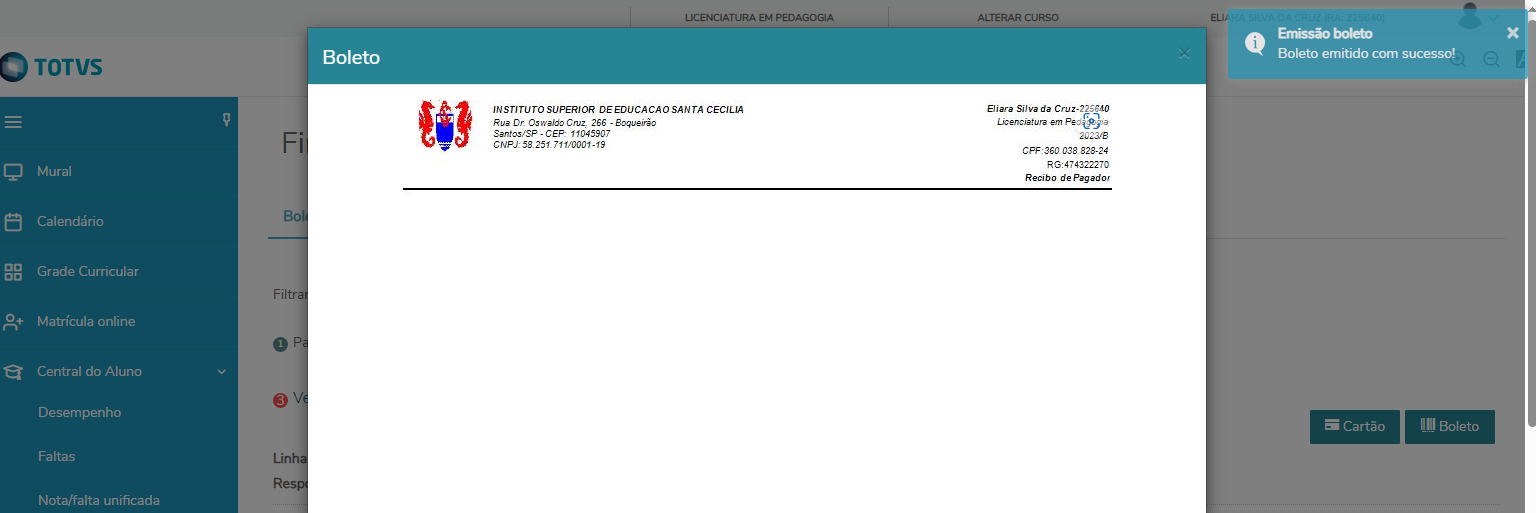 LICENCIATURA EM PEDAGOGIA
ALTERAR CURSO
ELIARA SILVA DA CRUZ (RA: 225640)
Emissão boleto
Boleto emitido com sucesso!
TOTVS
Boleto
INSTITUTO SUPERIOR DE EDUCACAO SANTA CECILIA
Rua Dr. Oswaldo Cruz, 266 - Boqueirão
Santos/SP - CEP: 11045907
CNPJ: 58.251.711/0001-19
Eliara Silva da Cruz-225640
Licenciatura em Pedagogia
2023/B
CPF:360.038.828-24
RG:474322270
Recibo de Pagador
Mural
Calendário
Grade Curricular
Matrícula online
Central do Aluno
Desempenho
Faltas
Nota/falta unificada
Fi
Bol
Filtrar
1 Pa
3 Ve
Linha
Respo
Cartão
Boleto